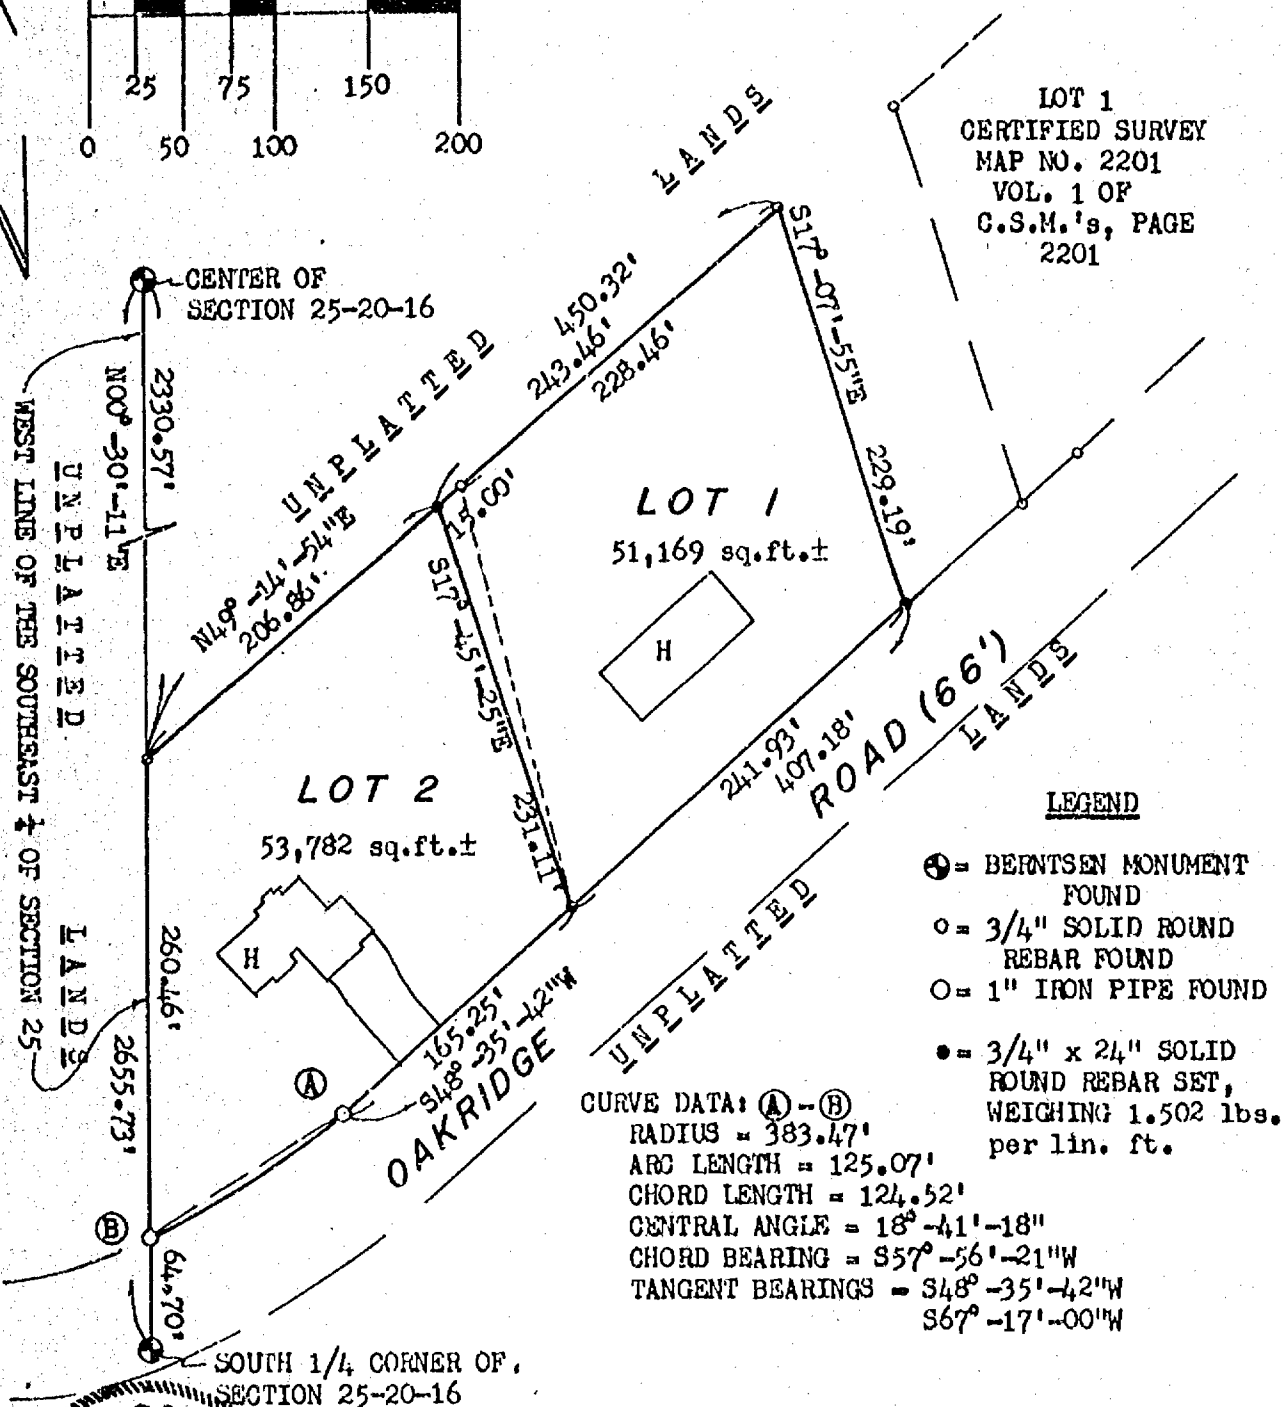 25 75 150
0 50 100 200
LOT 1
CERTIFIED SURVEY
MAP NO. 2201
VOL. 1 OF
C.S.M.'s, PAGE
2201
CENTER OF
SECTION 25-20-16
UNPLATTED
LANDS
450.32'
243.46'
228.46'
S17°-07'-55"E
229.19'
2330.57'
N00°-30'-11"E
WEST LINE OF THE SOUTHEAST ¼ OF SECTION 25
UNPLATTED
LANDS
N49°-14'-54"E
206.86'
15.00'
S17°-45'-25"E
231.11'
LOT 1
51,169 sq.ft.±
H
LOT 2
53,782 sq.ft.±
H
241.93'
407.18'
165.25'
S48°-35'-42"W
OAKRIDGE ROAD (66')
UNPLATTED LANDS
260.46'
2655.73'
64.70'
A
B
SOUTH 1/4 CORNER OF
SECTION 25-20-16
LEGEND
= BERNTSEN MONUMENT
FOUND
= 3/4" SOLID ROUND
REBAR FOUND
= 1" IRON PIPE FOUND
= 3/4" x 24" SOLID
ROUND REBAR SET,
WEIGHING 1.502 lbs.
per lin. ft.
CURVE DATA: A-B
RADIUS = 383.47'
ARC LENGTH = 125.07'
CHORD LENGTH = 124.52'
CENTRAL ANGLE = 18°-41'-18"
CHORD BEARING = S57°-56'-21"W
TANGENT BEARINGS = S48°-35'-42"W
S67°-17'-00"W